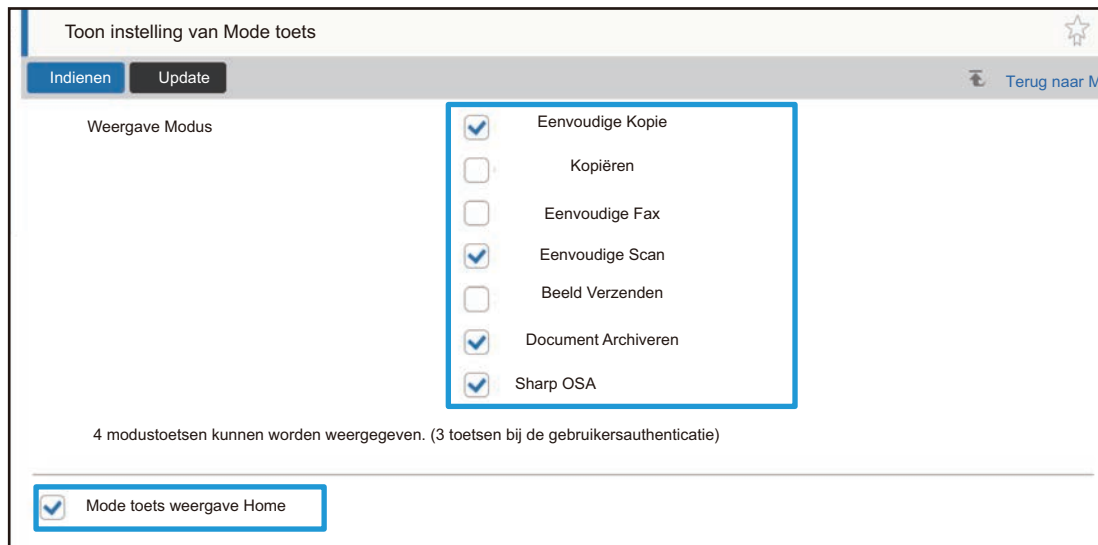 Toon instelling van Mode toets
Indienen Update Terug naar M
Weergave Modus Eenvoudige Kopie
Kopiëren
Eenvoudige Fax
Eenvoudige Scan
Beeld Verzenden
Document Archiveren
Sharp OSA
4 modustoetsen kunnen worden weergegeven. (3 toetsen bij de gebruikersauthenticatie)
Mode toets weergave Home